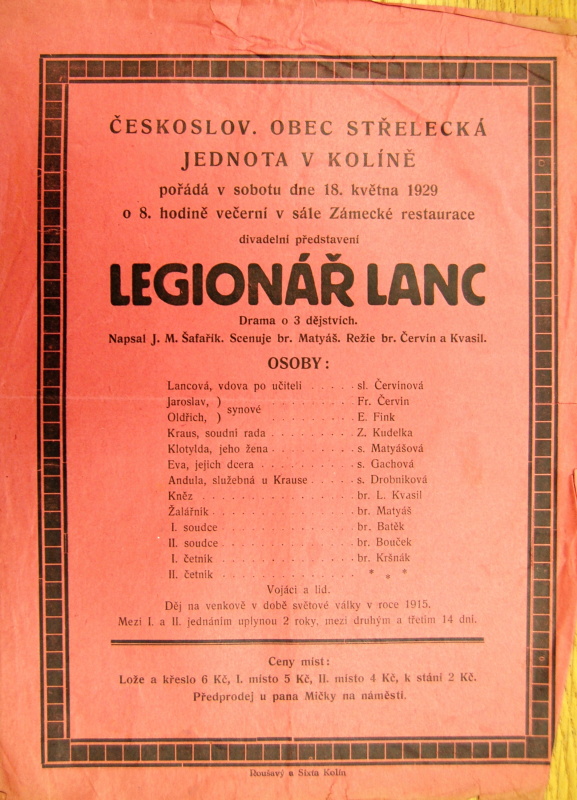 ČESKOSLOV. OBEC STŘELECKÁ
JEDNOTA V KOLÍNĚ
pořádá v sobotu dne 18. května 1929
o 8. hodině večerní v sále Zámecké restaurace
divadelní představení
LEGIONÁŘ LANC
Drama o 3 dějstvích.
Napsal J. M. Šafařík. Scenuje br. Matyáš. Režie br. Červín a Kvasil.
OSOBY:
Lancová, vdova po učiteli . . . . . sl. Červinová
Jaroslav, ) . . . . . . . . Fr. Červín
synové
Oldřich, ) . . . . . . . . E. Fink
Kraus, soudní rada . . . . . . . . Z. Kudelka
Klotylda, jeho žena . . . . . . . . s. Matyášová
Eva, jejich dcera . . . . . . . . . s. Gachová
Andula, služebná u Krause . . . . s. Drobníková
Kněz . . . . . . . . . . . . . . br. L. Kvasil
Žalářník . . . . . . . . . . . . . br. Matyáš
I. soudce . . . . . . . . . . . . br. Batěk
II. soudce . . . . . . . . . . . . br. Bouček
I. četník . . . . . . . . . . . . . br. Kršnák
II. četník . . . . . . . . . . . . . * * *
Vojáci a lid.
Děj na venkově v době světové války v roce 1915.
Mezi I. a II. jednáním uplynou 2 roky, mezi druhým a třetím 14 dní.
Ceny míst:
Lože a křeslo 6 Kč, I. místo 5 Kč, II. místo 4 Kč, k stání 2 Kč.
Předprodej u pana Mičky na náměstí.
Roušavý a Sixta Kolín